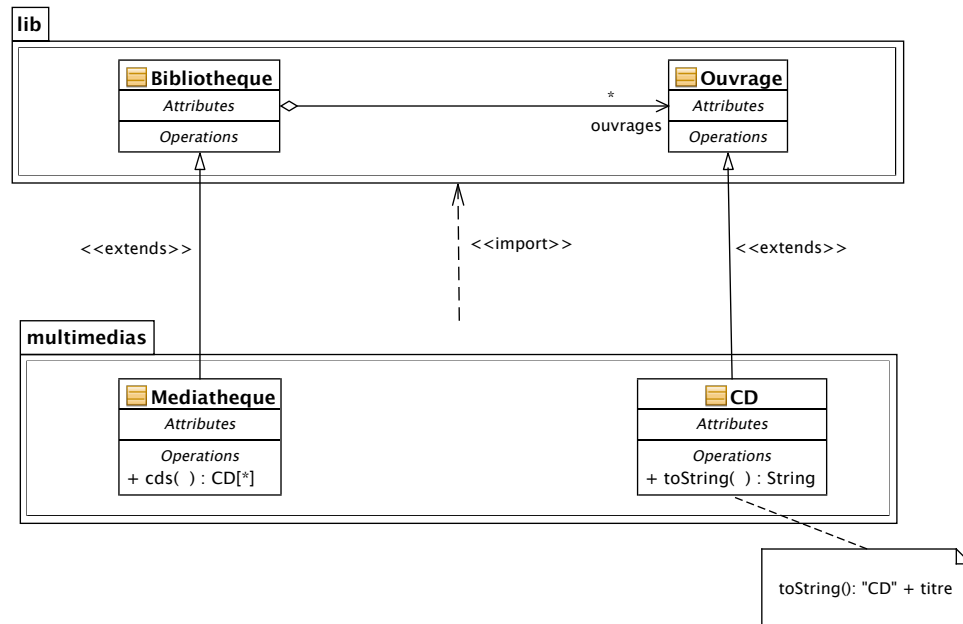 lib
Bibliotheque
Attributes
Operations
*
ouvrages
Ouvrage
Attributes
Operations
<<extends>>
<<import>>
<<extends>>
multimedias
Mediatheque
Attributes
Operations
+ cds( ) : CD[*]
CD
Attributes
Operations
+ toString( ) : String
toString(): "CD" + titre